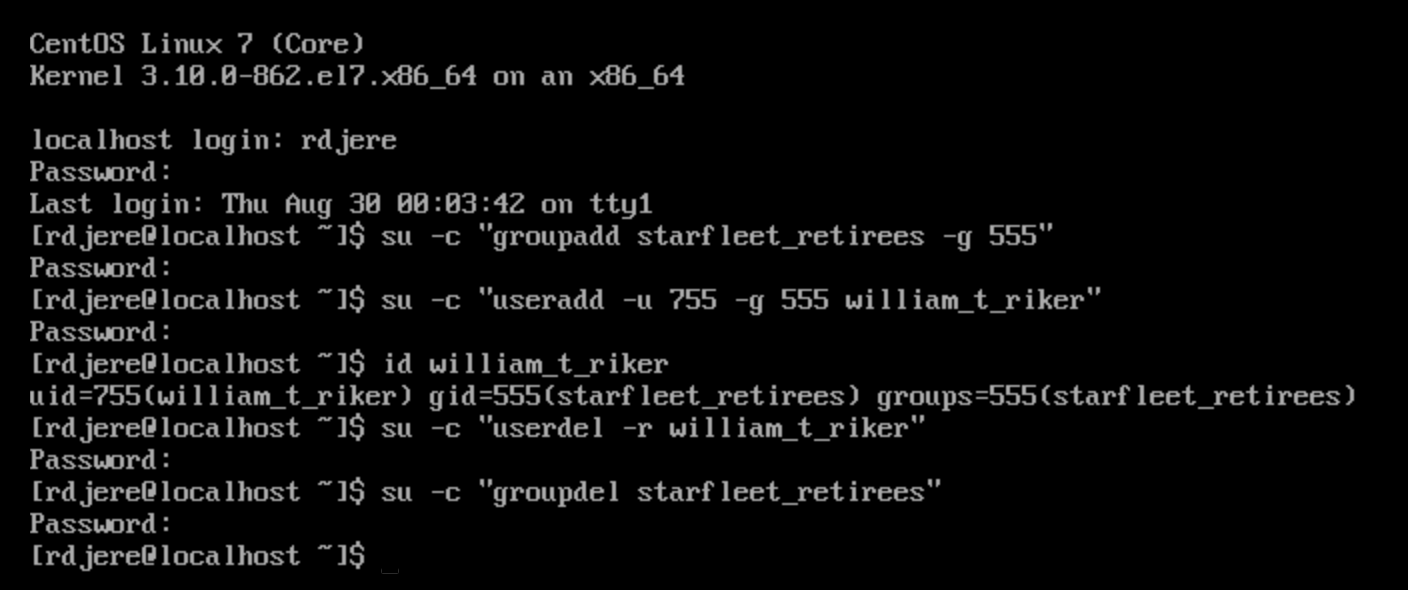 CentOS Linux 7 (Core)
Kernel 3.10.0-862.el7.x86_64 on an x86_64
localhost login: rdjere
Password:
Last login: Thu Aug 30 00:03:42 on tty1
[rdjere@localhost ~]$ su -c "groupadd starfleet_retirees -g 555"
Password:
[rdjere@localhost ~]$ su -c "useradd -u 755 -g 555 william_t_riker"
Password:
[rdjere@localhost ~]$ id william_t_riker
uid=755(william_t_riker) gid=555(starfleet_retirees) groups=555(starfleet_retirees)
[rdjere@localhost ~]$ su -c "userdel -r william_t_riker"
Password:
[rdjere@localhost ~]$ su -c "groupdel starfleet_retirees"
Password:
[rdjere@localhost ~]$ _